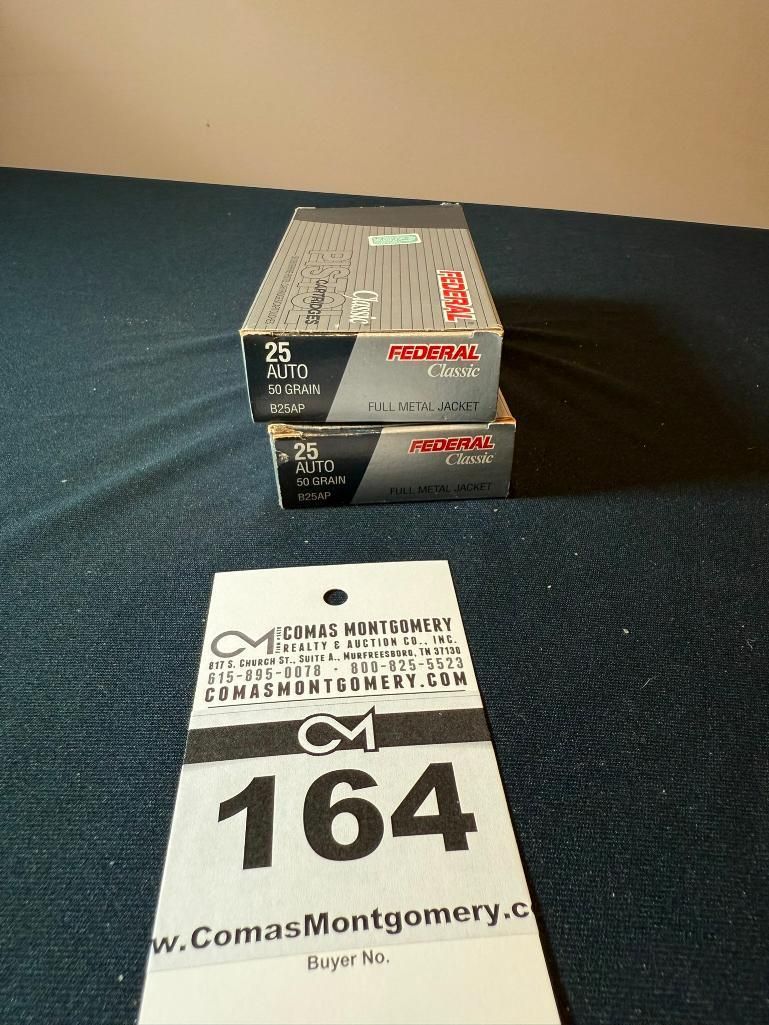 FEDERAL
Classic
PISTOL
CARTRIDGES
25
AUTO
50 GRAIN
B25AP
FEDERAL
Classic
FULL METAL JACKET
25
AUTO
50 GRAIN
B25AP
FEDERAL
Classic
FULL METAL JACKET
CM
COMAS MONTGOMERY
REALTY & AUCTION CO., INC.
817 S. CHURCH ST., SUITE A., MURFREESBORO, TN 37130
615-895-0078 · 800-825-5523
COMASMONTGOMERY.COM
CM
164
w.ComasMontgomery.c
Buyer No.